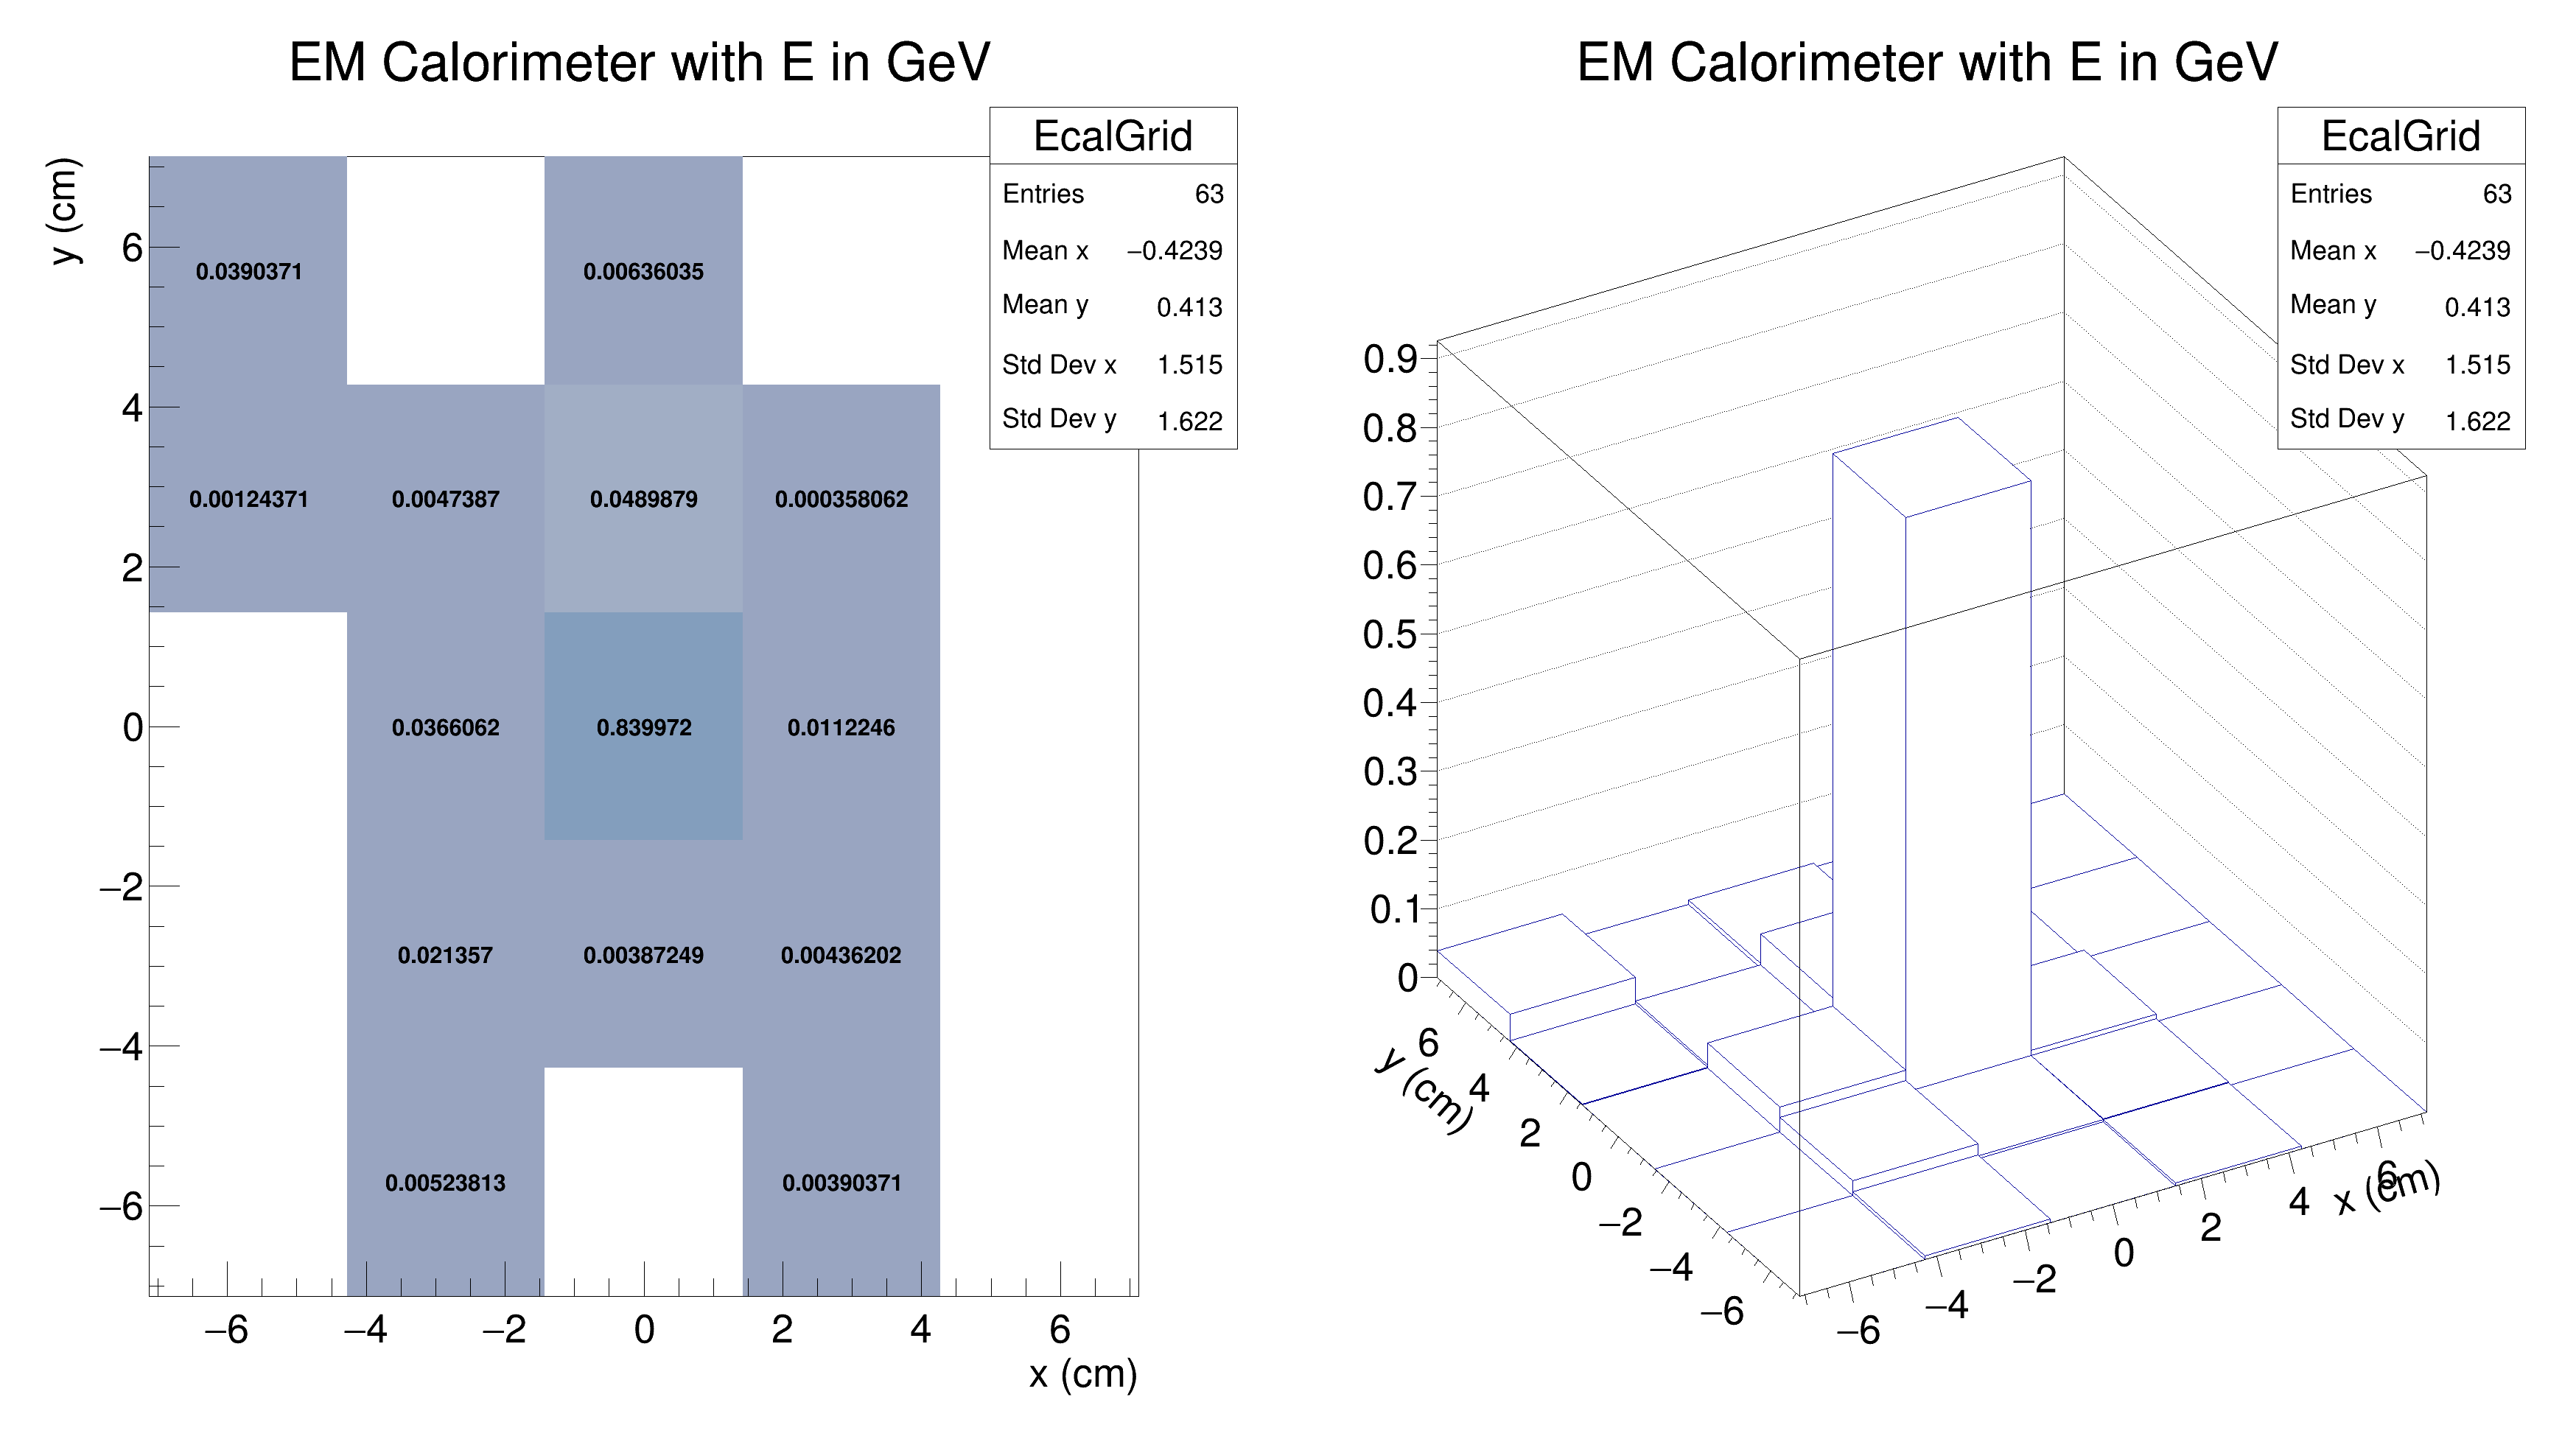 EM Calorimeter with E in GeV
EcalGrid
Entries 63
Mean x −0.4239
Mean y 0.413
Std Dev x 1.515
Std Dev y 1.622
y (cm)
6
4
2
0
−2
−4
−6
0.0390371 0.00636035
0.00124371 0.0047387 0.0489879 0.000358062
0.0366062 0.839972 0.0112246
0.021357 0.00387249 0.00436202
0.00523813 0.00390371
−6 −4 −2 0 2 4 6
x (cm)
EM Calorimeter with E in GeV
EcalGrid
Entries 63
Mean x −0.4239
Mean y 0.413
Std Dev x 1.515
Std Dev y 1.622
0.9
0.8
0.7
0.6
0.5
0.4
0.3
0.2
0.1
0
y (cm)
6
4
2
0
−2
−4
−6
−6
−4
−2
0
2
4
6
x (cm)